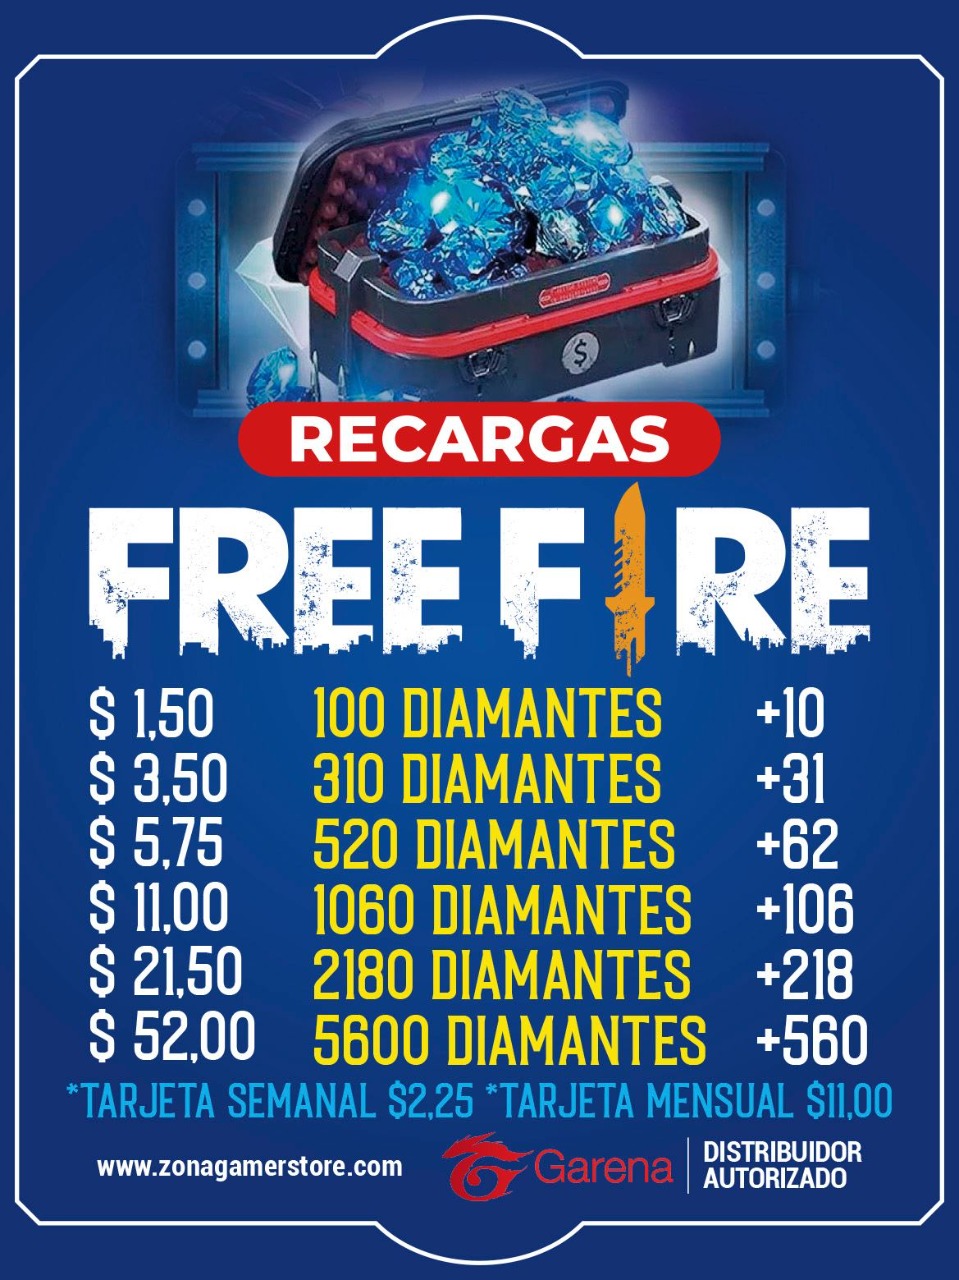 $
RECARGAS
FREE FIRE
$ 1,50 100 DIAMANTES +10
$ 3,50 310 DIAMANTES +31
$ 5,75 520 DIAMANTES +62
$ 11,00 1060 DIAMANTES +106
$ 21,50 2180 DIAMANTES +218
$ 52,00 5600 DIAMANTES +560
*TARJETA SEMANAL $2,25 *TARJETA MENSUAL $11,00
www.zonagamerstore.com
Garena
DISTRIBUIDOR
AUTORIZADO